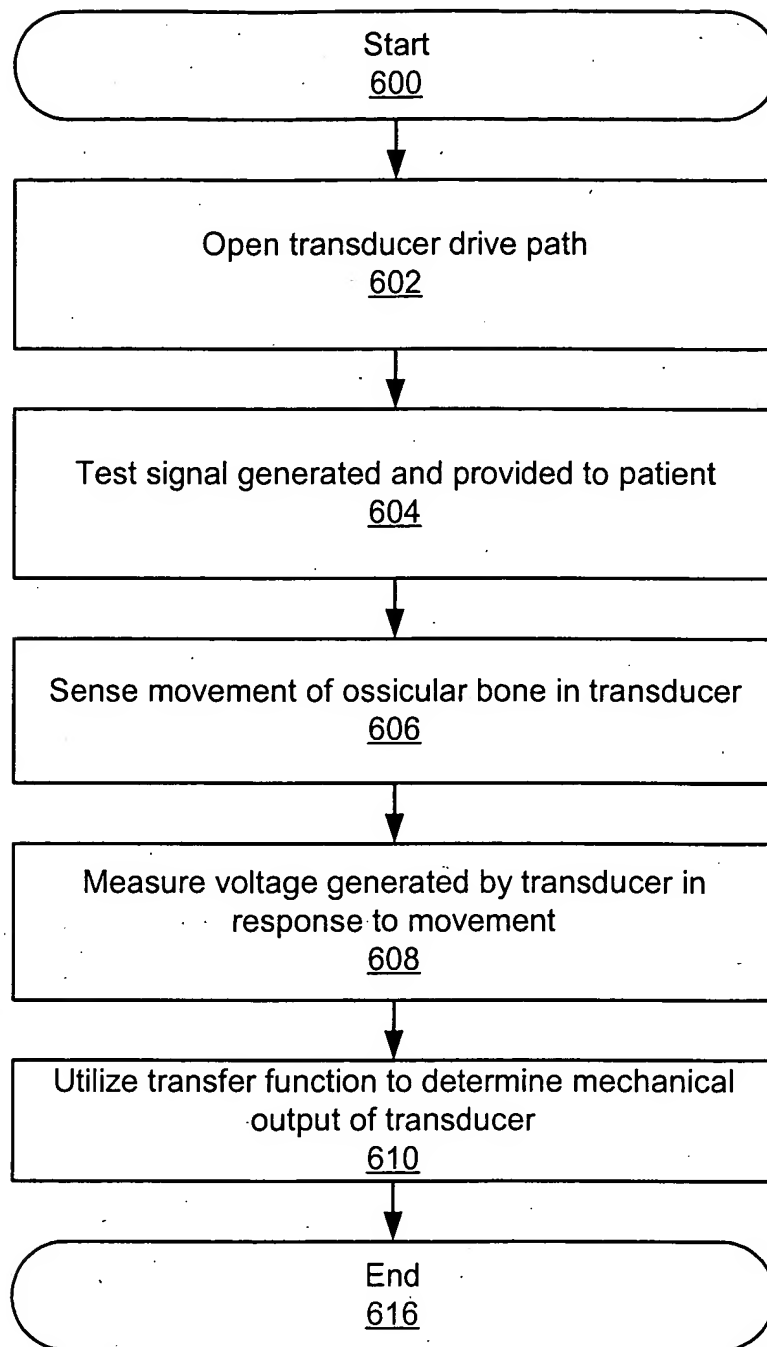 Start
600
Open transducer drive path
602
Test signal generated and provided to patient
604
Sense movement of ossicular bone in transducer
606
Measure voltage generated by transducer in
response to movement
608
Utilize transfer function to determine mechanical
output of transducer
610
End
616